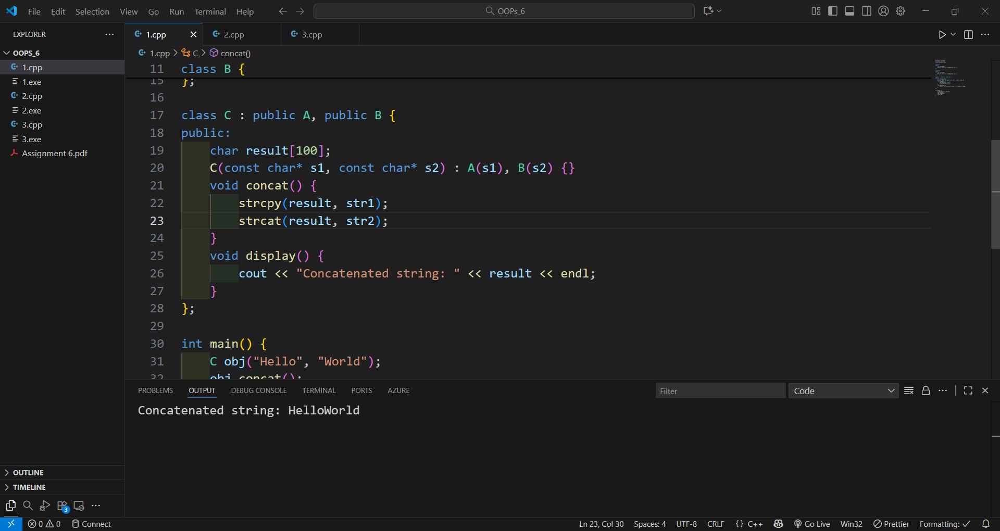 File Edit Selection View Go Run Terminal Help
OOPs_6
EXPLORER
OOPS_6
1.cpp
1.exe
2.cpp
2.exe
3.cpp
3.exe
Assignment 6.pdf
OUTLINE
TIMELINE
3
1.cpp 2.cpp 3.cpp
1.cpp > C > concat()
11 class B {
15 };
16
17 class C : public A, public B {
18 public:
19 char result[100];
20 C(const char* s1, const char* s2) : A(s1), B(s2) {}
21 void concat() {
22 strcpy(result, str1);
23 strcat(result, str2);
24 }
25 void display() {
26 cout << "Concatenated string: " << result << endl;
27 }
28 };
29
30 int main() {
31 C obj("Hello", "World");
32 obj.concat();
PROBLEMS OUTPUT DEBUG CONSOLE TERMINAL PORTS AZURE
Filter
Code
Concatenated string: HelloWorld
0 0 Connect
Ln 23, Col 30 Spaces: 4 UTF-8 CRLF {} C++ Go Live Win32 Prettier Formatting: ✓